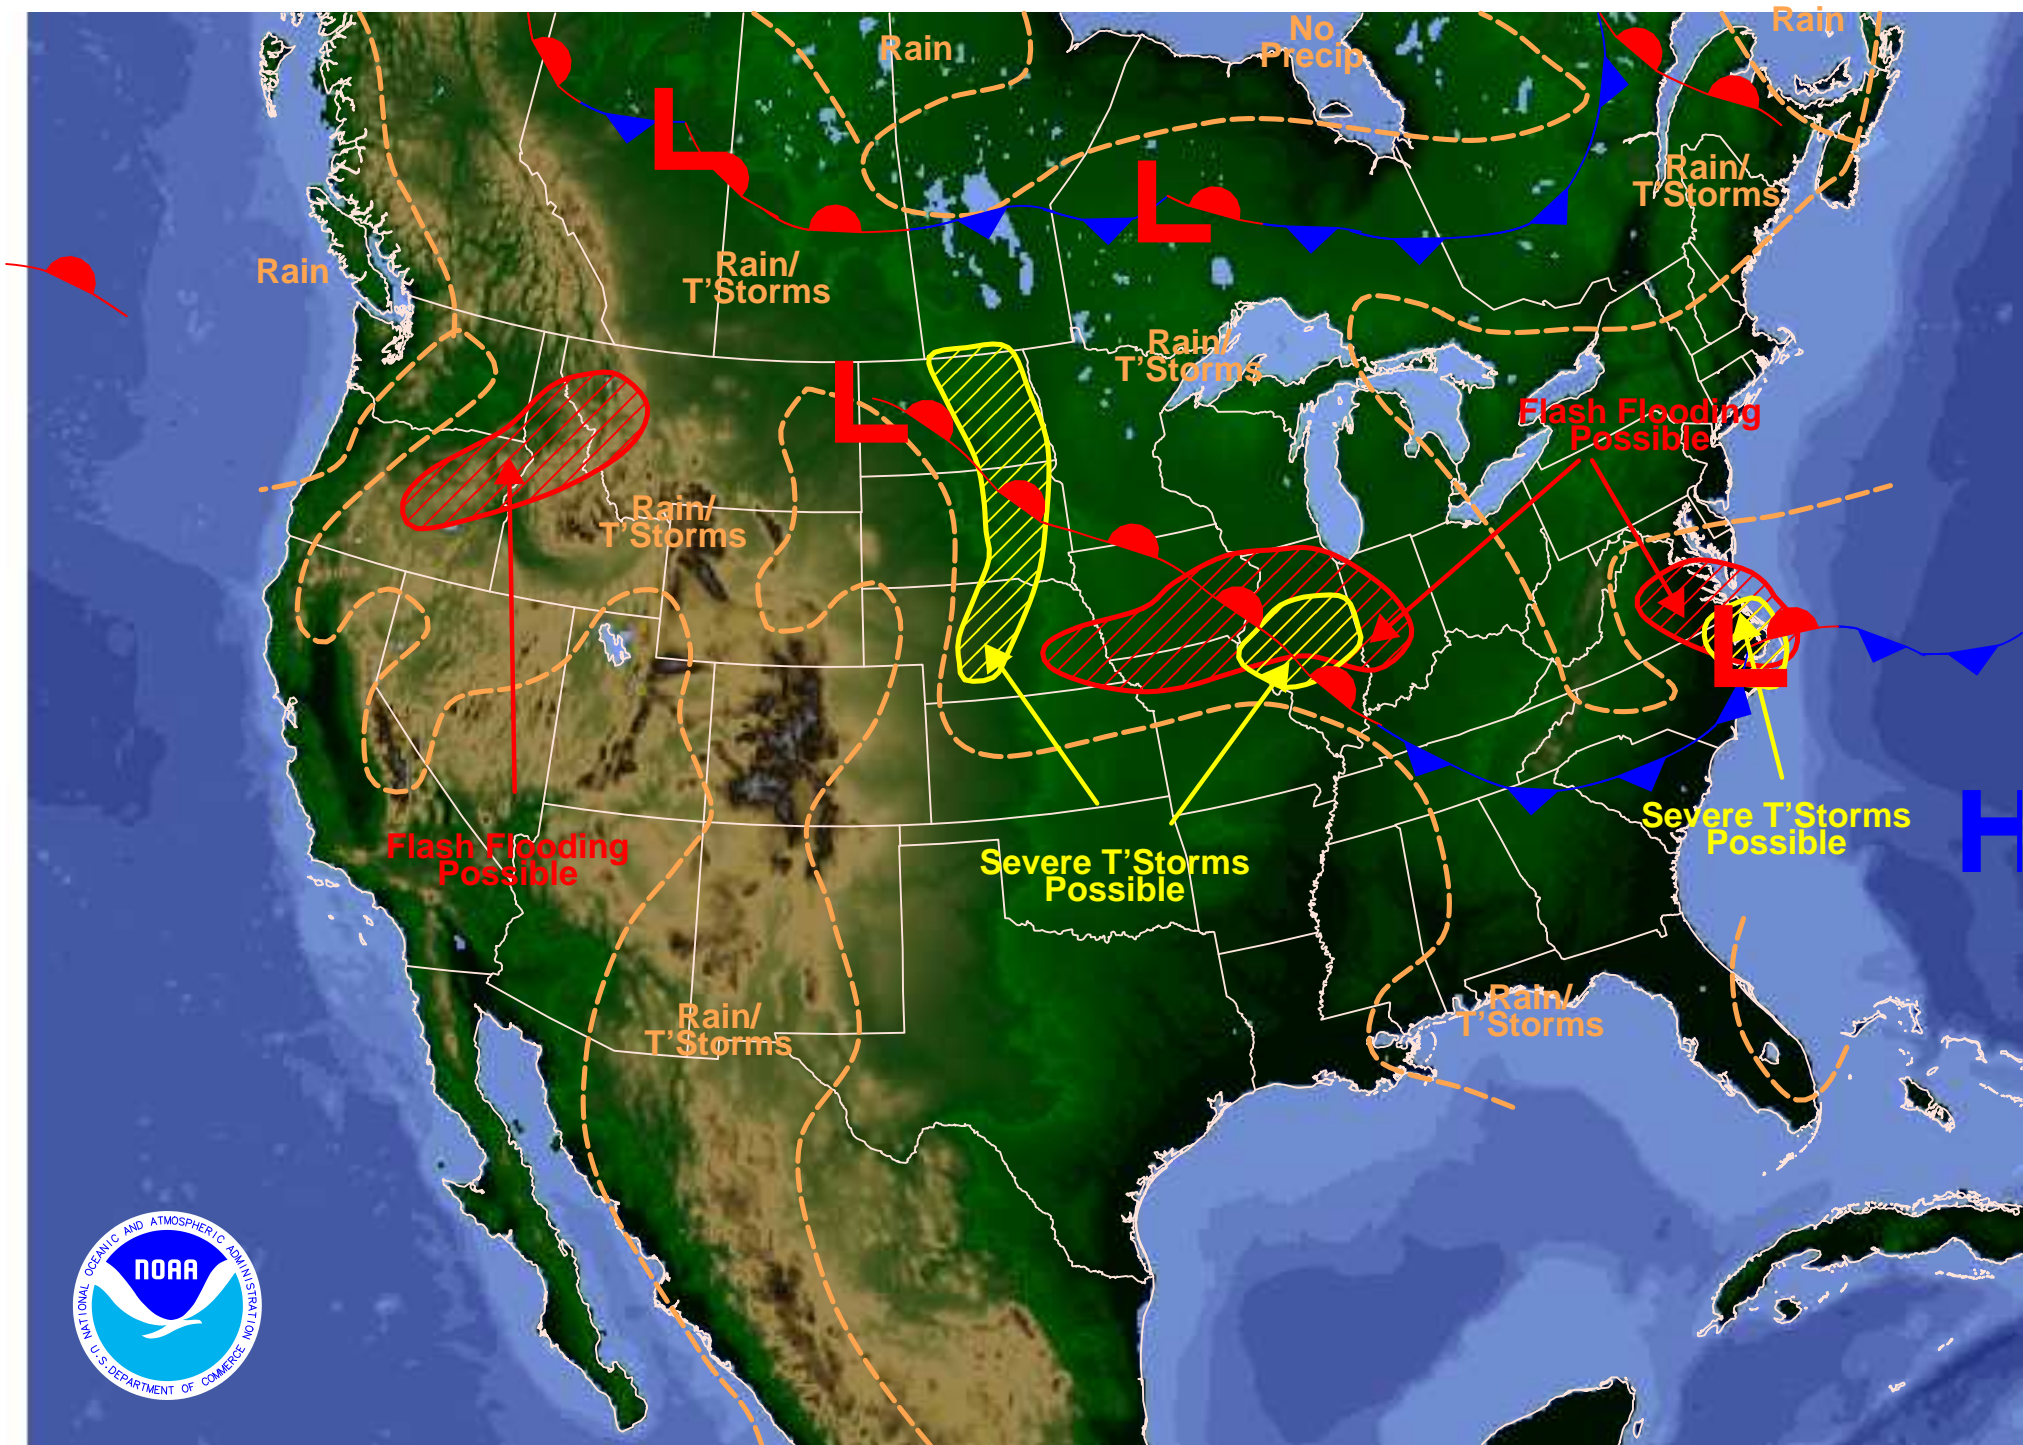 Rain
No
Precip
Rain
L
L
Rain/
T'Storms
Rain
Rain/
T'Storms
Rain/
T'Storms
L
Flash Flooding
Possible
Rain/
T'Storms
L
H
Severe T'Storms
Possible
Flash Flooding
Possible
Severe T'Storms
Possible
Rain/
T'Storms
Rain/
T'Storms
NATIONAL OCEANIC AND ATMOSPHERIC ADMINISTRATION
NOAA
U.S. DEPARTMENT OF COMMERCE